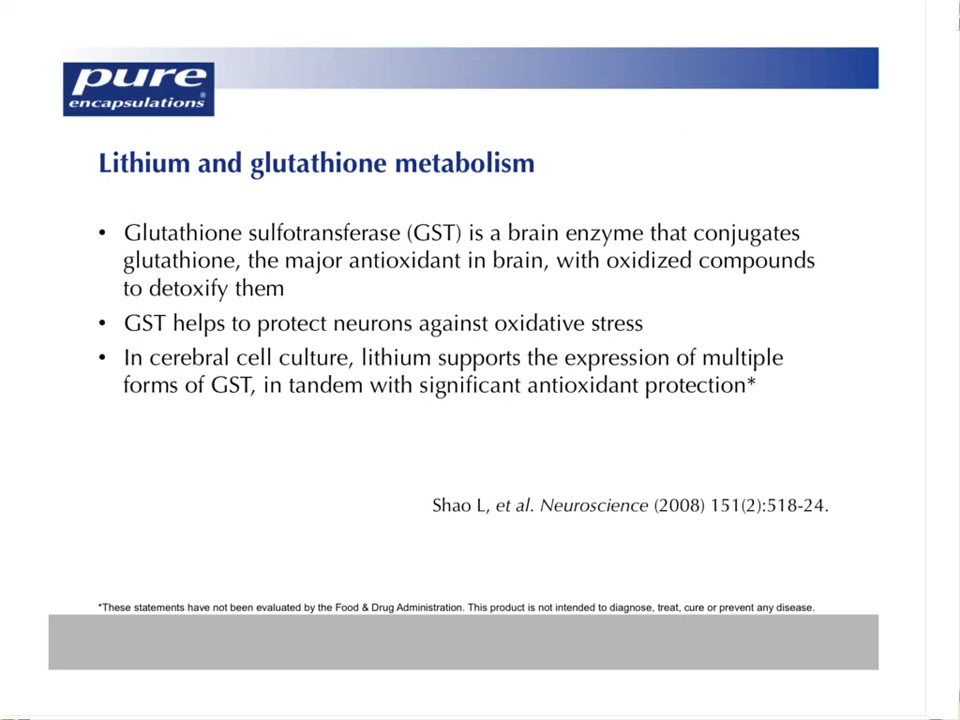 pure
encapsulations®
Lithium and glutathione metabolism
• Glutathione sulfotransferase (GST) is a brain enzyme that conjugates
glutathione, the major antioxidant in brain, with oxidized compounds
to detoxify them
• GST helps to protect neurons against oxidative stress
• In cerebral cell culture, lithium supports the expression of multiple
forms of GST, in tandem with significant antioxidant protection*
Shao L, et al. Neuroscience (2008) 151(2):518-24.
*These statements have not been evaluated by the Food & Drug Administration. This product is not intended to diagnose, treat, cure or prevent any disease.